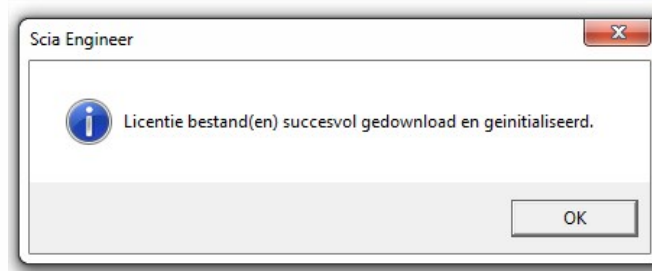 Scia Engineer
Licentie bestand(en) succesvol gedownload en geinitialiseerd.
OK